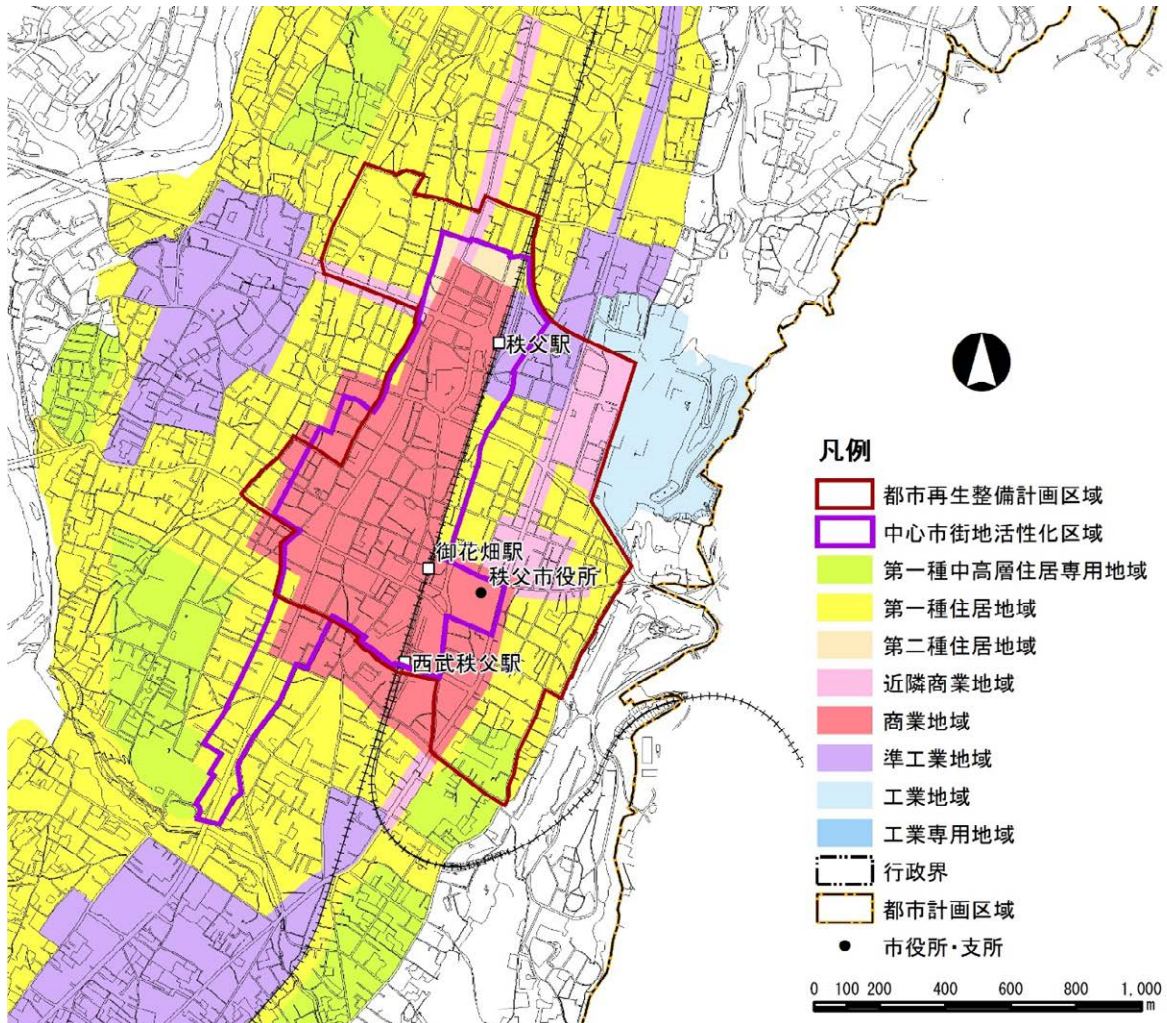 秩父駅
御花畑駅
秩父市役所
西武秩父駅
凡例
都市再生整備計画区域
中心市街地活性化区域
第一種中高層住居専用地域
第一種住居地域
第二種住居地域
近隣商業地域
商業地域
準工業地域
工業地域
工業専用地域
行政界
都市計画区域
市役所・支所
0 100 200 400 600 800 1,000
m